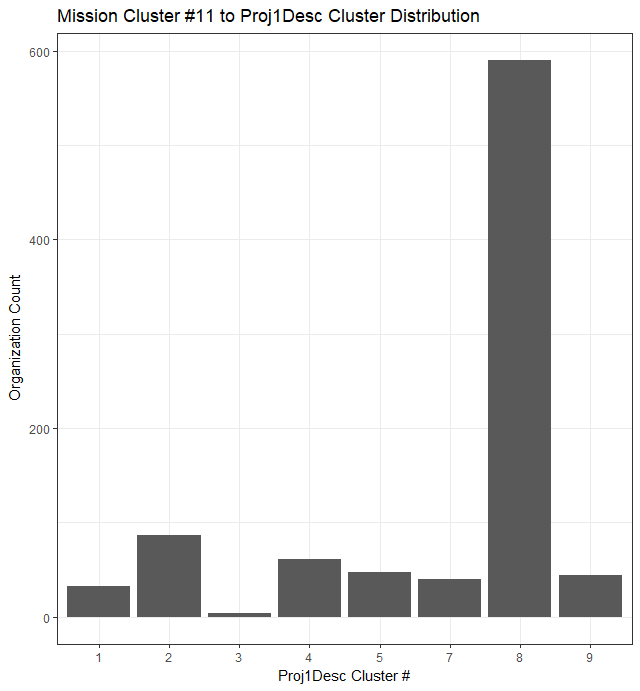 Mission Cluster #11 to Proj1Desc Cluster Distribution
Organization Count
600
400
200
0
1 2 3 4 5 7 8 9
Proj1Desc Cluster #